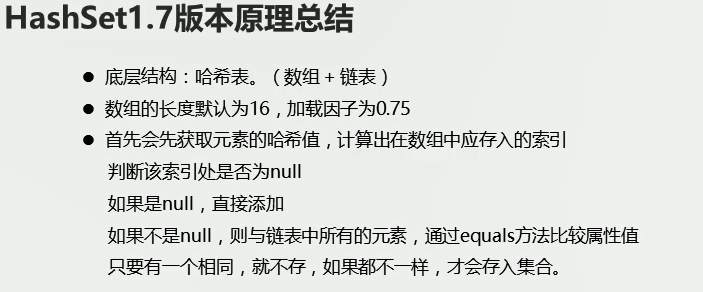 HashSet1.7版本原理总结
● 底层结构：哈希表。（数组 + 链表）
● 数组的长度默认为16，加载因子为0.75
● 首先会先获取元素的哈希值，计算出在数组中应存入的索引
判断该索引处是否为null
如果是null，直接添加
如果不是null，则与链表中所有的元素，通过equals方法比较属性值
只要有一个相同，就不存，如果都不一样，才会存入集合。